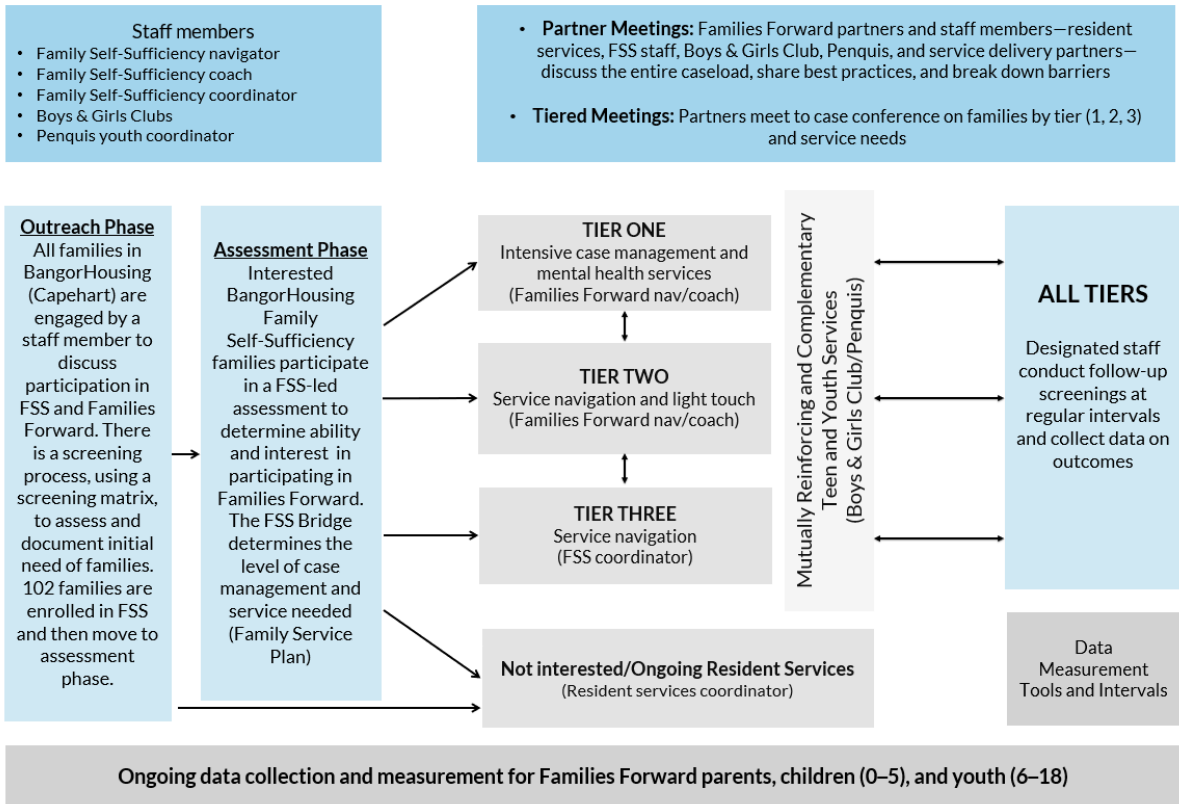 Staff members
• Family Self-Sufficiency navigator
• Family Self-Sufficiency coach
• Family Self-Sufficiency coordinator
• Boys & Girls Clubs
• Penquis youth coordinator
• Partner Meetings: Families Forward partners and staff members—resident
services, FSS staff, Boys & Girls Club, Penquis, and service delivery partners—
discuss the entire caseload, share best practices, and break down barriers
• Tiered Meetings: Partners meet to case conference on families by tier (1, 2, 3)
and service needs
Outreach Phase
All families in
BangorHousing
(Capehart) are
engaged by a
staff member to
discuss
participation in
FSS and Families
Forward. There
is a screening
process, using a
screening matrix,
to assess and
document initial
need of families.
102 families are
enrolled in FSS
and then move to
assessment
phase.
Assessment Phase
Interested
BangorHousing
Family
Self-Sufficiency
families participate
in a FSS-led
assessment to
determine ability
and interest in
participating in
Families Forward.
The FSS Bridge
determines the
level of case
management and
service needed
(Family Service
Plan)
TIER ONE
Intensive case management and
mental health services
(Families Forward nav/coach)
TIER TWO
Service navigation and light touch
(Families Forward nav/coach)
TIER THREE
Service navigation
(FSS coordinator)
Not interested/Ongoing Resident Services
(Resident services coordinator)
Mutually Reinforcing and Complementary
Teen and Youth Services
(Boys & Girls Club/Penquis)
ALL TIERS
Designated staff
conduct follow-up
screenings at
regular intervals
and collect data on
outcomes
Data
Measurement
Tools and Intervals
Ongoing data collection and measurement for Families Forward parents, children (0–5), and youth (6–18)